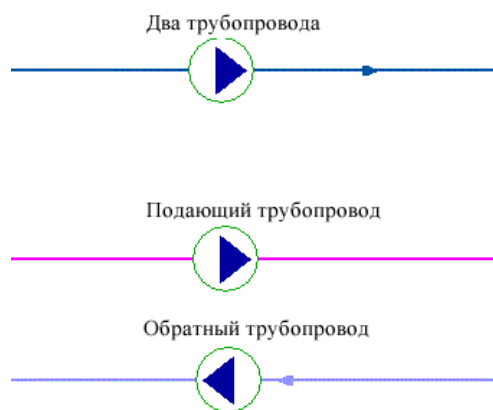 Два трубопровода
Подающий трубопровод
Обратный трубопровод